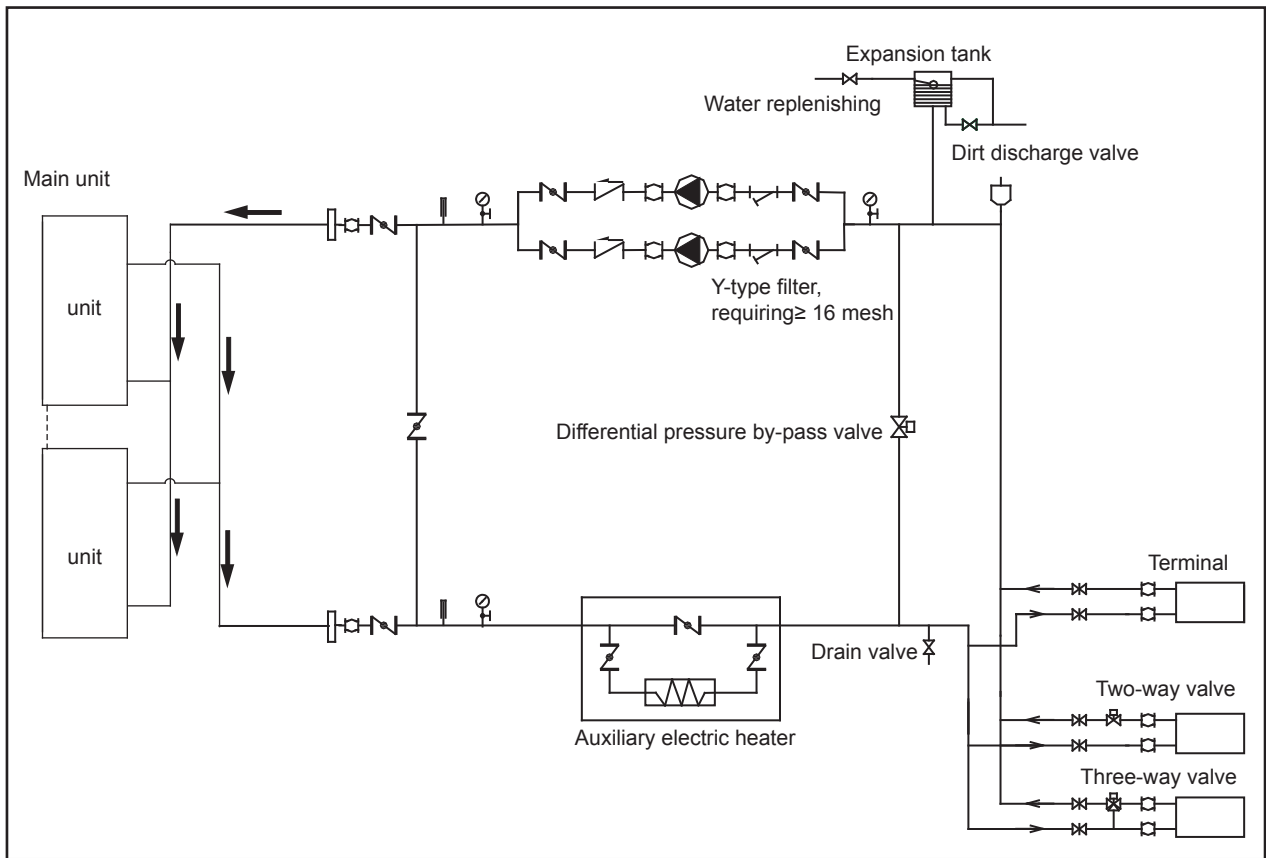 Expansion tank
Water replenishing
Dirt discharge valve
Main unit
unit
Y-type filter,
requiring≥ 16 mesh
Differential pressure by-pass valve
unit
Terminal
Drain valve
Two-way valve
Auxiliary electric heater
Three-way valve